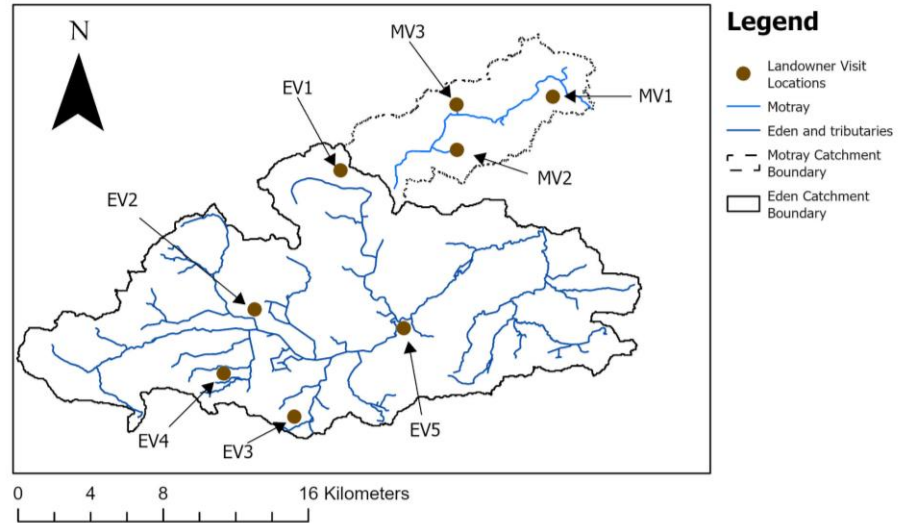 N
MV3
EV1
MV1
MV2
EV2
EV4
EV3
EV5
Legend
Landowner Visit
Locations
Motray
Eden and tributaries
Motray Catchment
Boundary
Eden Catchment
Boundary
0 4 8 16 Kilometers